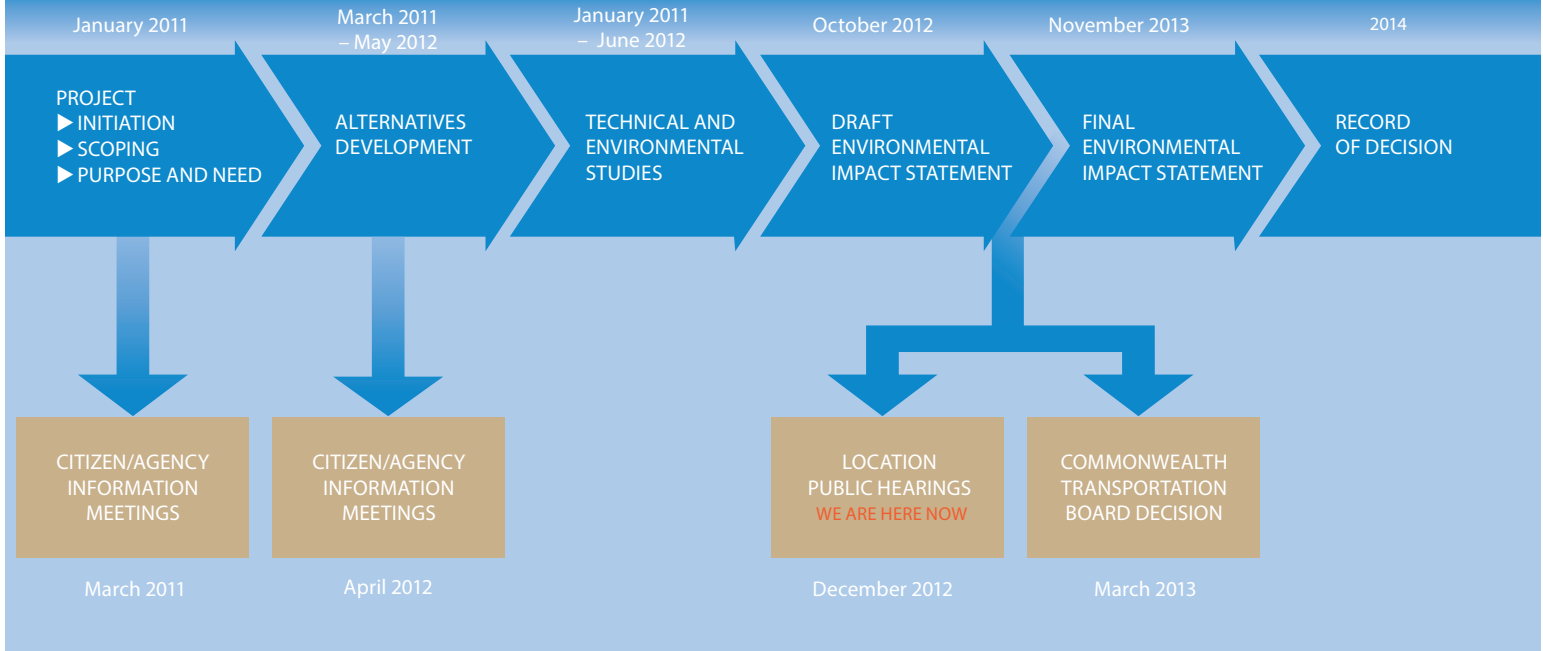 January 2011
March 2011
– May 2012
January 2011
– June 2012
October 2012
November 2013
2014
PROJECT
▶ INITIATION
▶ SCOPING
▶ PURPOSE AND NEED
ALTERNATIVES
DEVELOPMENT
TECHNICAL AND
ENVIRONMENTAL
STUDIES
DRAFT
ENVIRONMENTAL
IMPACT STATEMENT
FINAL
ENVIRONMENTAL
IMPACT STATEMENT
RECORD
OF DECISION
CITIZEN/AGENCY
INFORMATION
MEETINGS
March 2011
CITIZEN/AGENCY
INFORMATION
MEETINGS
April 2012
LOCATION
PUBLIC HEARINGS
WE ARE HERE NOW
December 2012
COMMONWEALTH
TRANSPORTATION
BOARD DECISION
March 2013